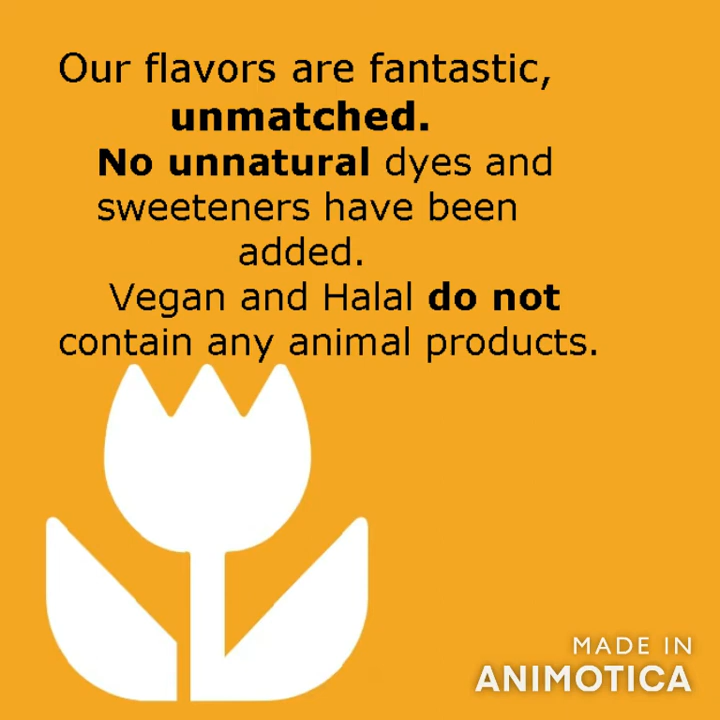 Our flavors are fantastic,
unmatched.
No unnatural dyes and
sweeteners have been
added.
Vegan and Halal do not
contain any animal products.
MADE IN
ANIMOTICA